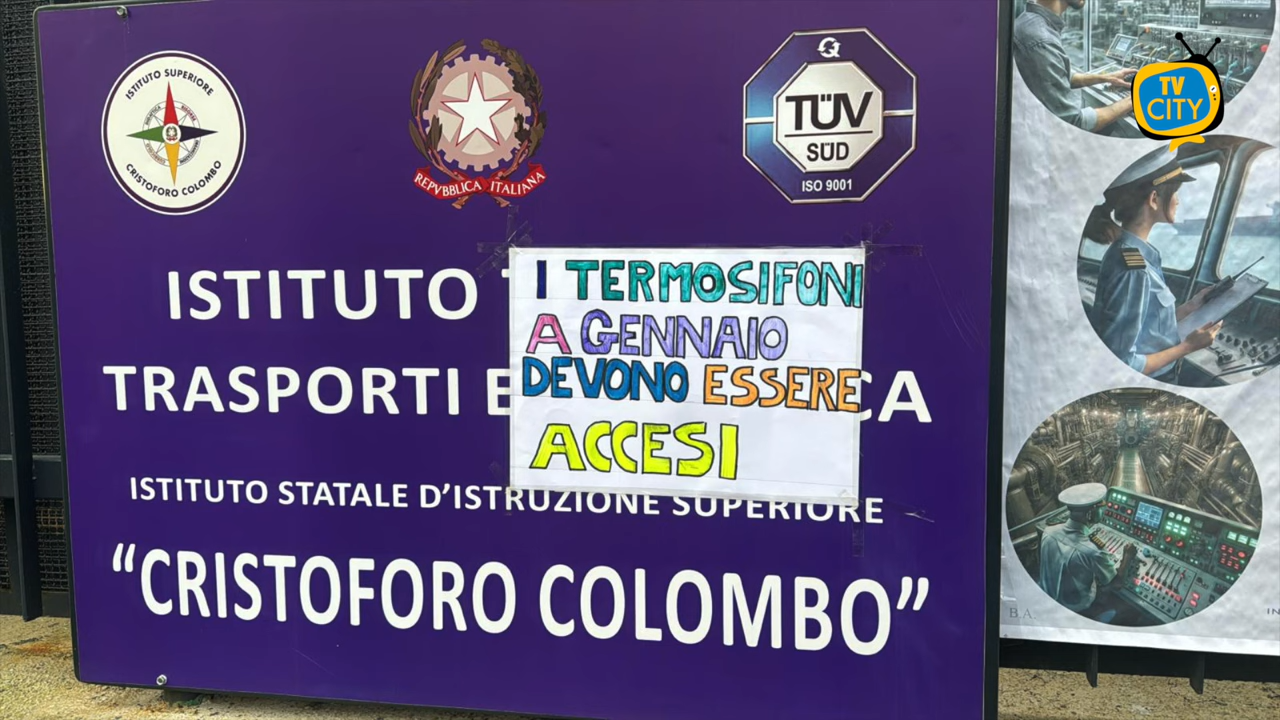 ISTITUTO SUPERIORE
CRISTOFORO COLOMBO
REPVBBLICA ITALIANA
TÜV
SÜD
ISO 9001
TV
CITY
ISTITUTO
TRASPORTI E
CA
I TERMOSIFONI
A GENNAIO
DEVONO ESSERE
ACCESI
ISTITUTO STATALE D'ISTRUZIONE SUPERIORE
“CRISTOFORO COLOMBO”
B.A.
IN